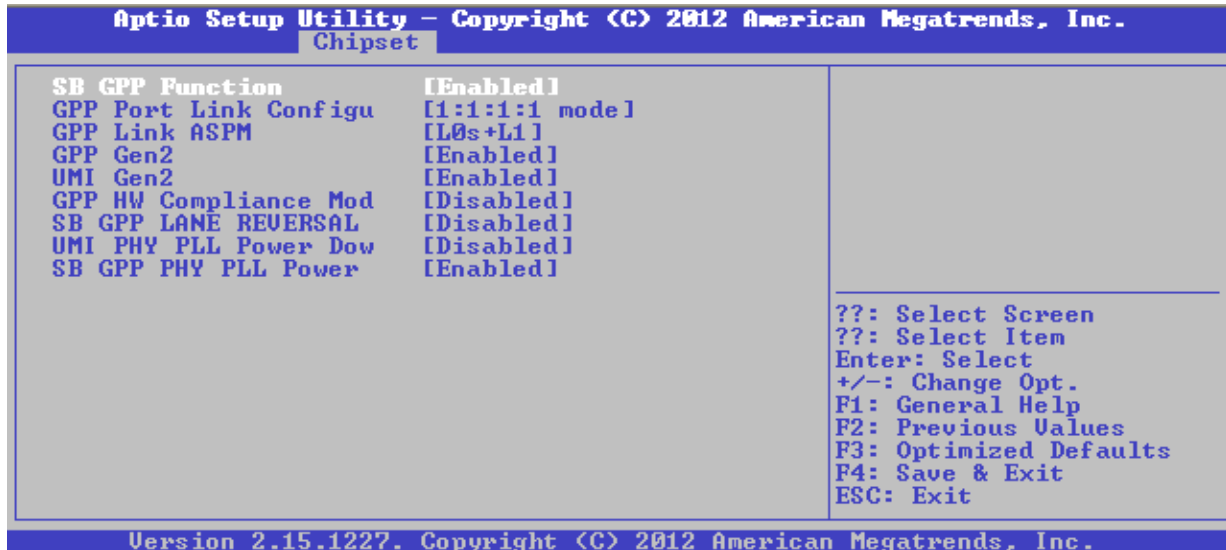 Aptio Setup Utility – Copyright (C) 2012 American Megatrends, Inc.
Chipset
SB GPP Function [Enabled]
GPP Port Link Configu [1:1:1:1 mode]
GPP Link ASPM [L0s+L1]
GPP Gen2 [Enabled]
UMI Gen2 [Enabled]
GPP HW Compliance Mod [Disabled]
SB GPP LANE REVERSAL [Disabled]
UMI PHY PLL Power Dow [Disabled]
SB GPP PHY PLL Power [Enabled]
??: Select Screen
??: Select Item
Enter: Select
+/-: Change Opt.
F1: General Help
F2: Previous Values
F3: Optimized Defaults
F4: Save & Exit
ESC: Exit
Version 2.15.1227. Copyright (C) 2012 American Megatrends, Inc.